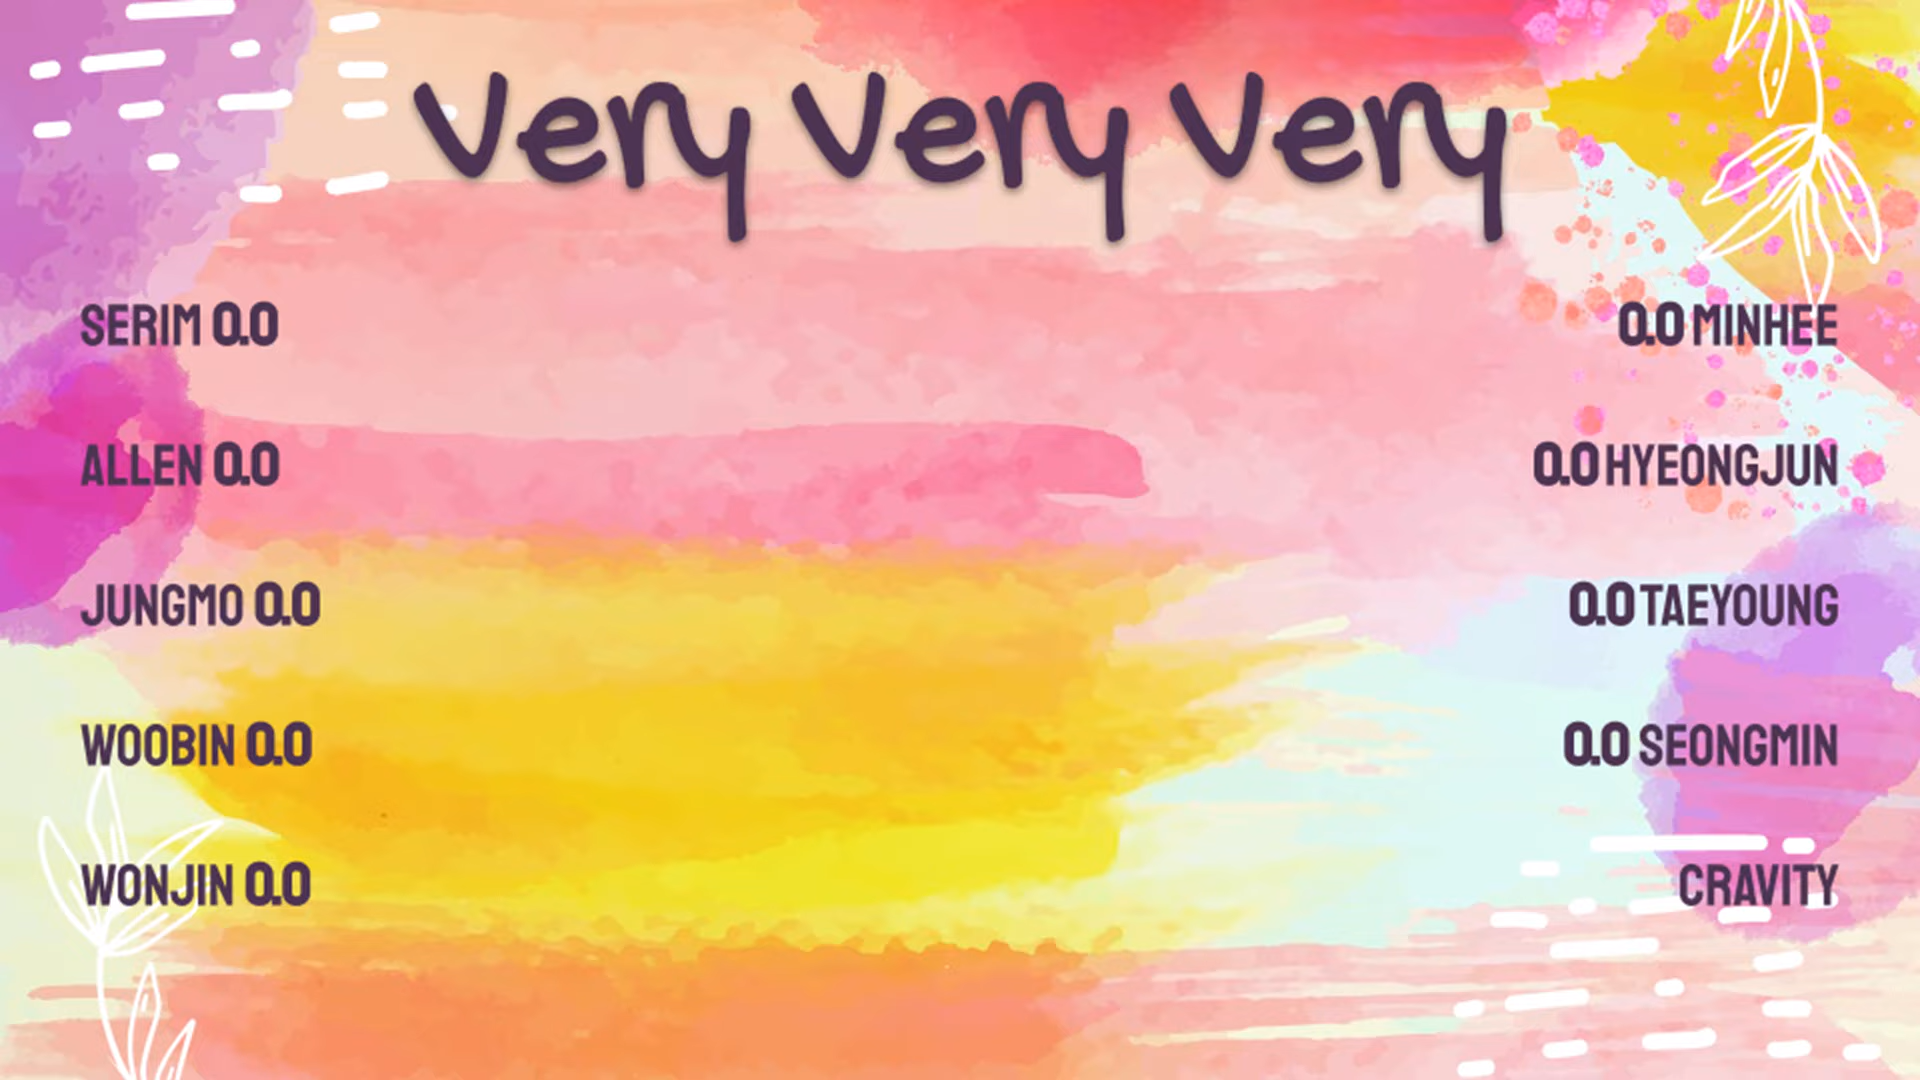 Very Very Very
SERIM 0.0
ALLEN 0.0
JUNGMO 0.0
WOOBIN 0.0
WONJIN 0.0
0.0 MINHEE
0.0 HYEONGJUN
0.0 TAEYOUNG
0.0 SEONGMIN
CRAVITY